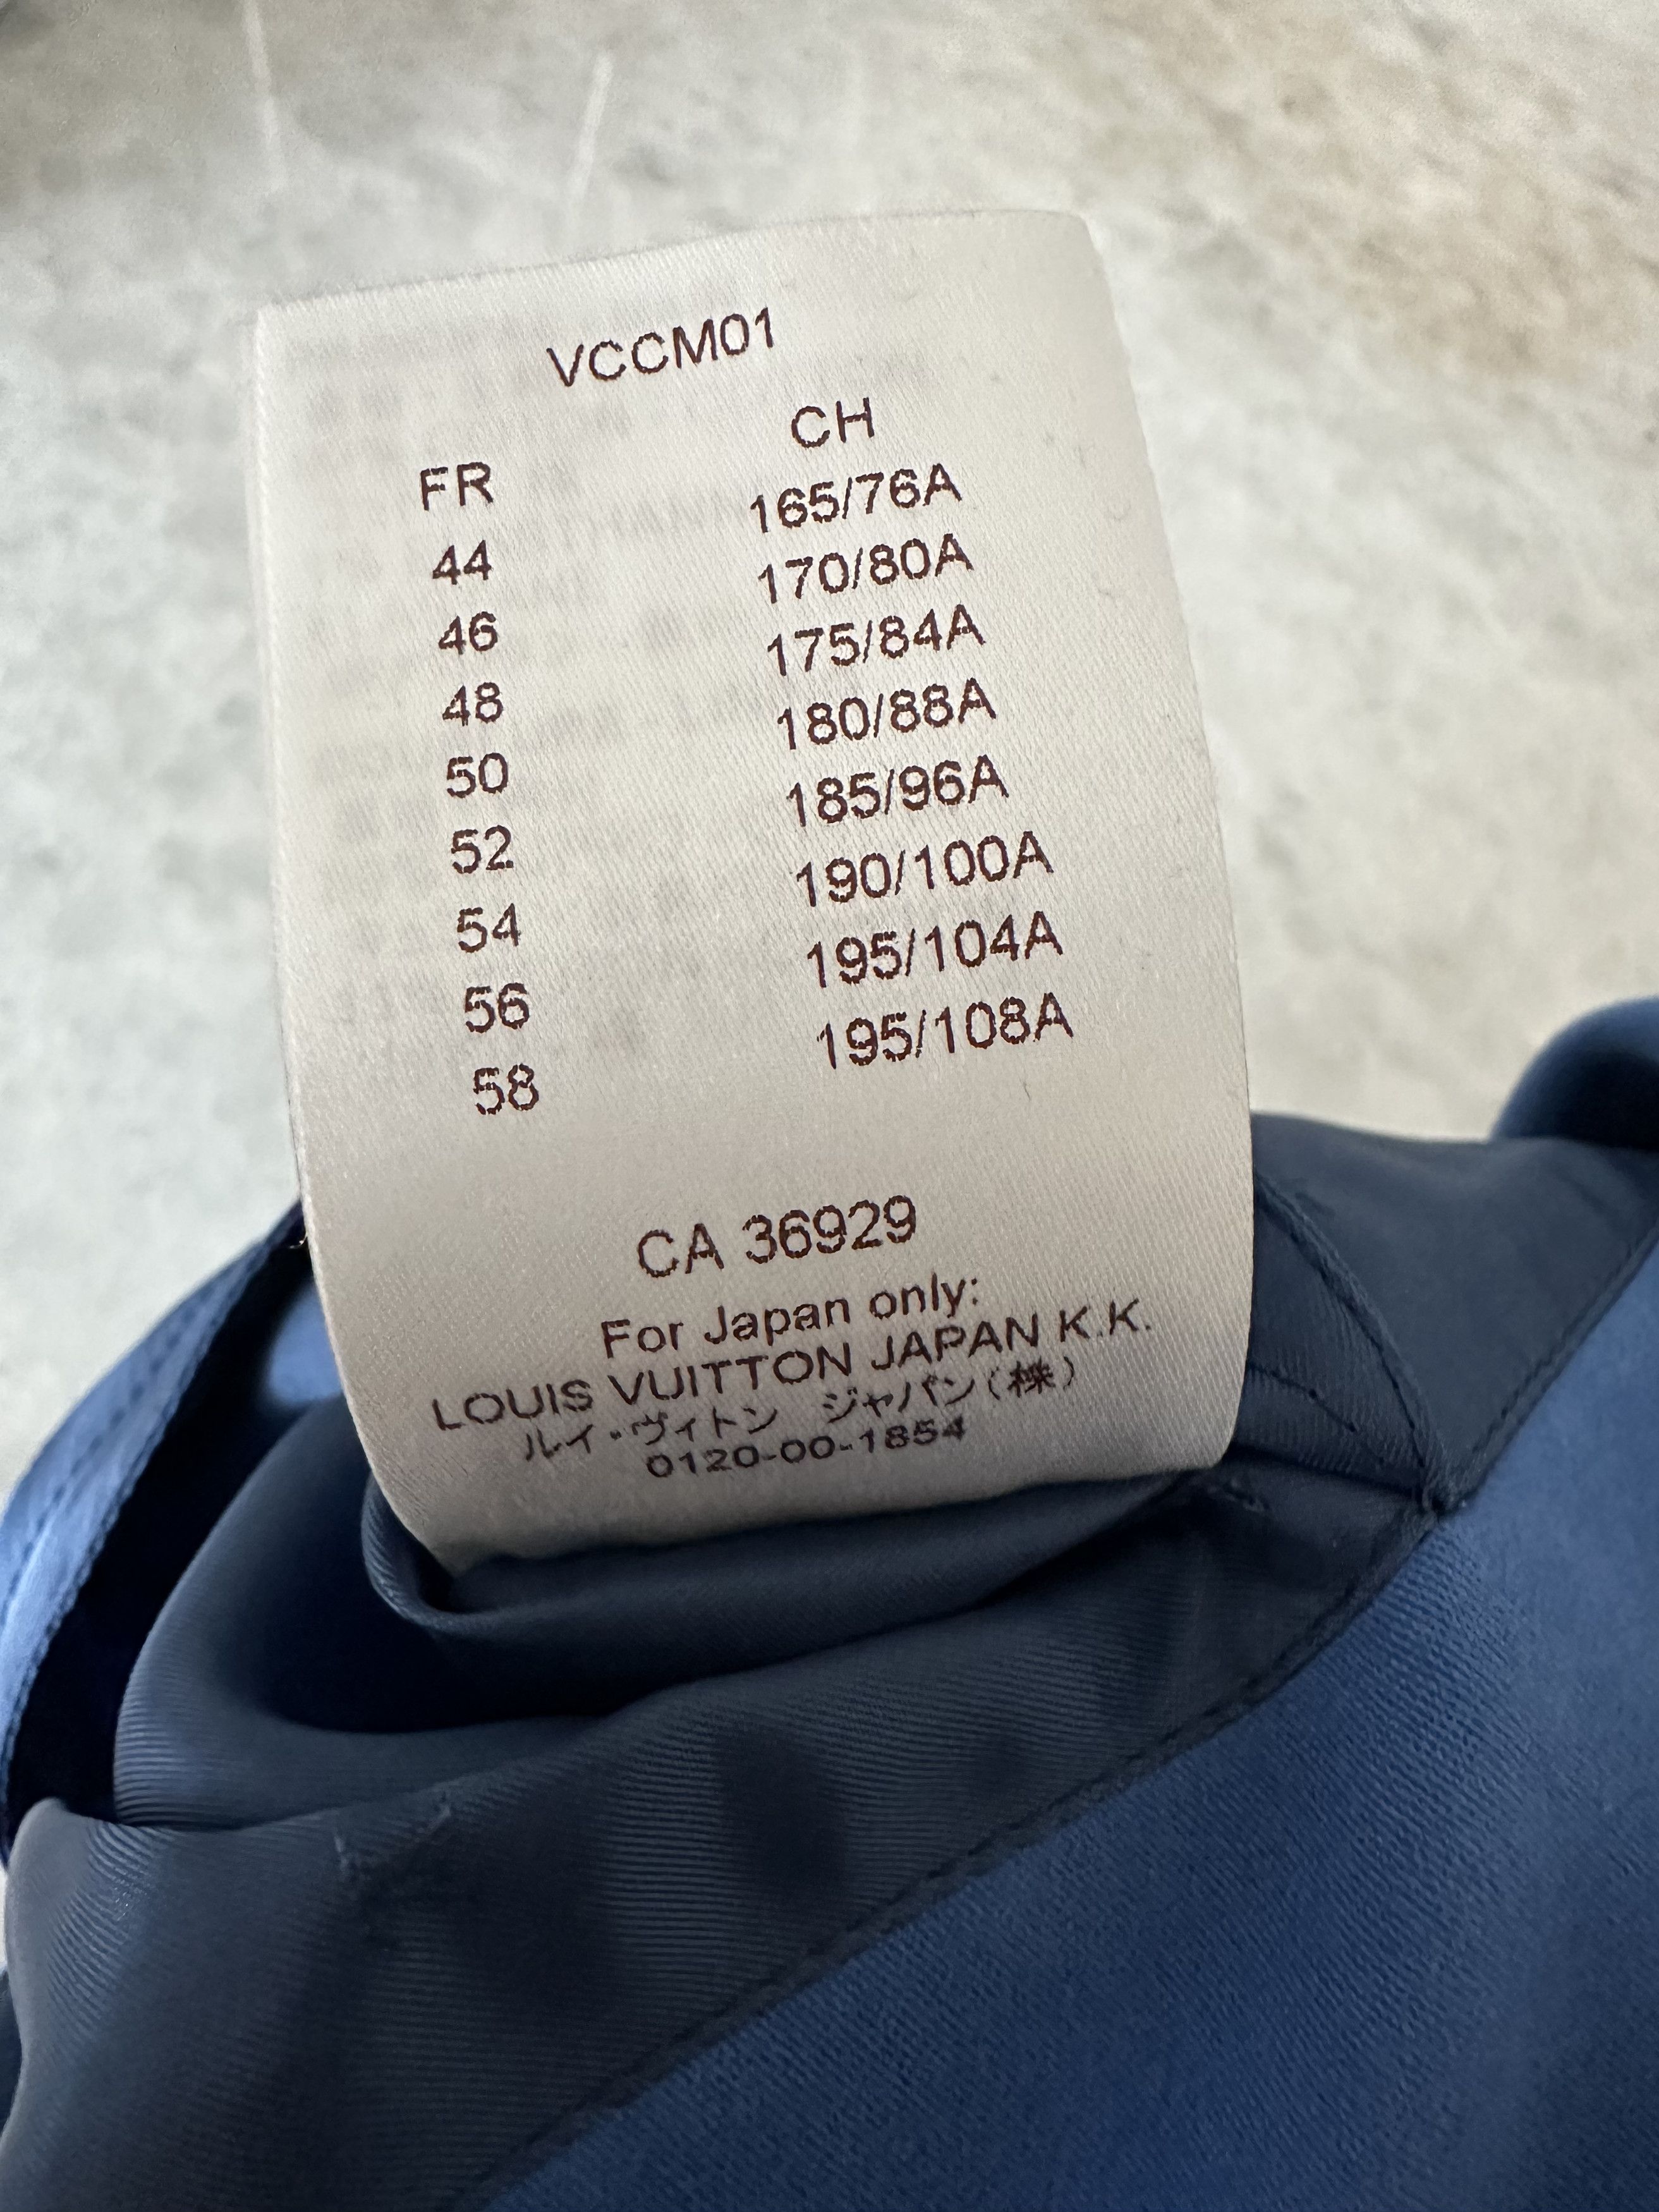 VCCM01
FR CH
44 165/76A
46 170/80A
48 175/84A
50 180/88A
52 185/96A
54 190/100A
56 195/104A
58 195/108A
CA 36929
For Japan only:
LOUIS VUITTON JAPAN K.K.
ルイ・ヴィトン ジャパン(株)
0120-00-1854